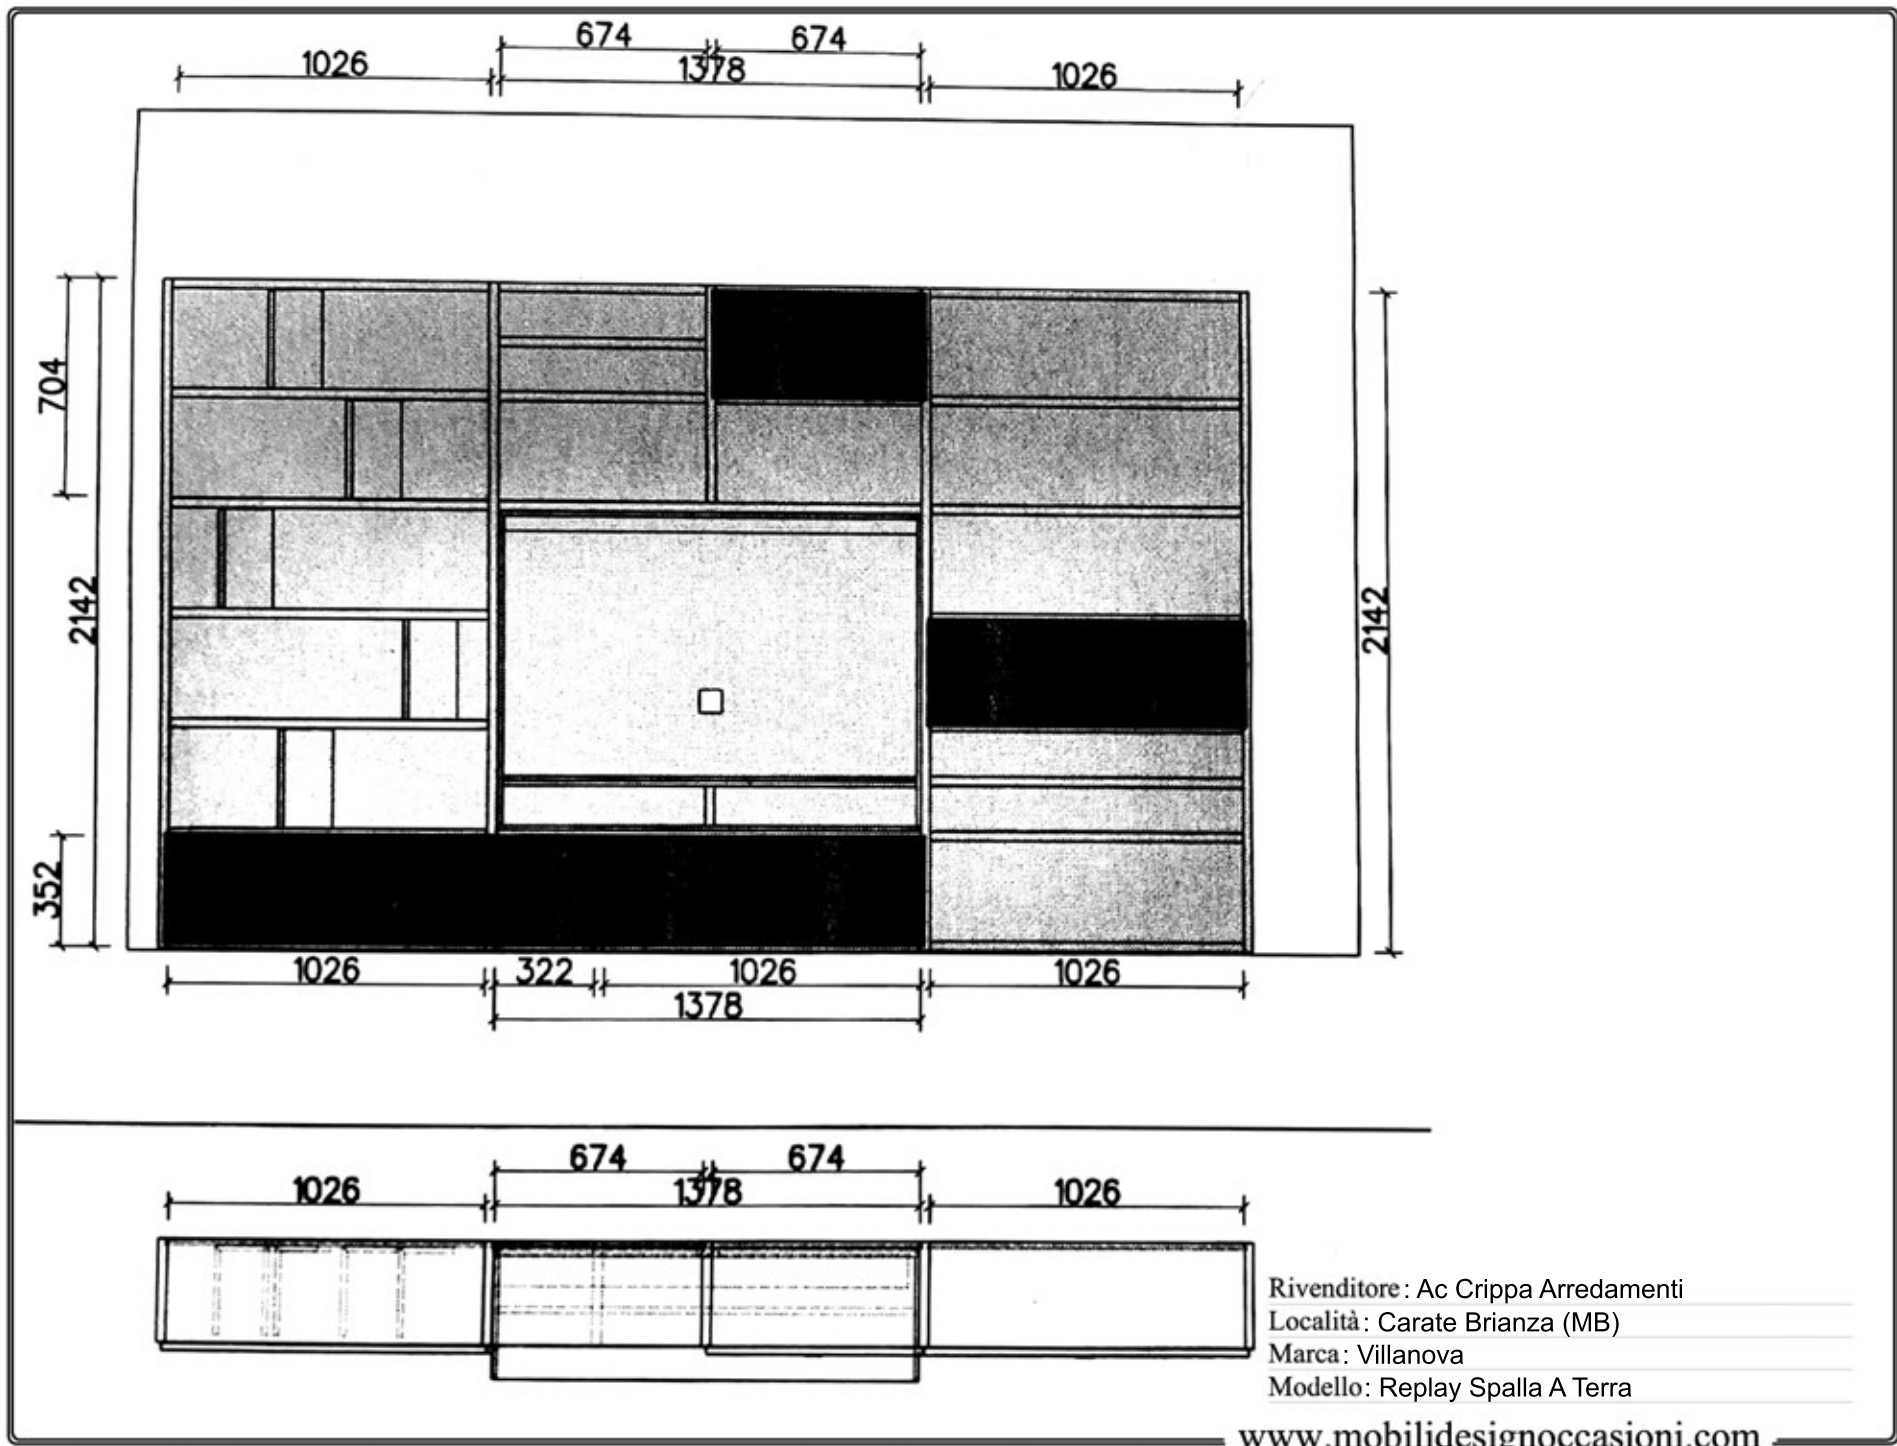 674 674
1026 1378 1026
704
2142
2142
352
1026 322 1026 1026
1378
674 674
1026 1378 1026
Rivenditore: Ac Crippa Arredamenti
Località: Carate Brianza (MB)
Marca: Villanova
Modello: Replay Spalla A Terra
www.mobilidesignoccasioni.com